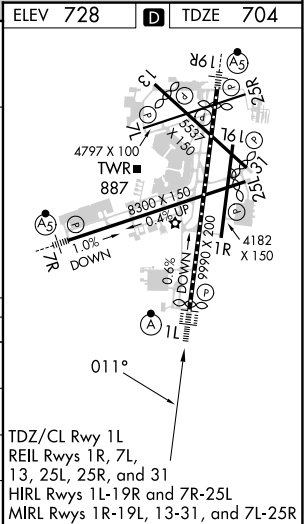 ELEV 728 D TDZE 704
A5
19R
13
P
25R
P
7L
P
5537
X 150
P
4797 X 100
19L
TWR
887
31
25L
8300 X 150
0.4% UP
A5
P
7R
1.0%
DOWN
0.6%
DOWN
9990 X 200
1R
4182
X 150
P
A
1L
011°
TDZ/CL Rwy 1L
REIL Rwys 1R, 7L,
13, 25L, 25R, and 31
HIRL Rwys 1L-19R and 7R-25L
MIRL Rwys 1R-19L, 13-31, and 7L-25R